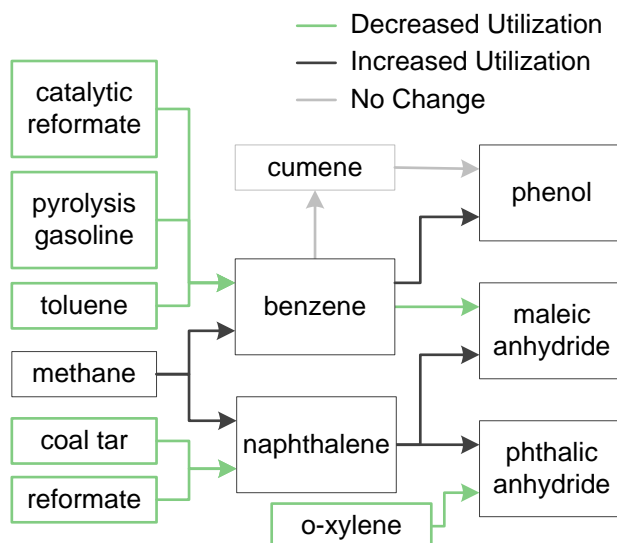 Decreased Utilization
Increased Utilization
No Change
catalytic
reformate
pyrolysis
gasoline
toluene
methane
coal tar
reformate
cumene
benzene
naphthalene
o-xylene
phenol
maleic
anhydride
phthalic
anhydride